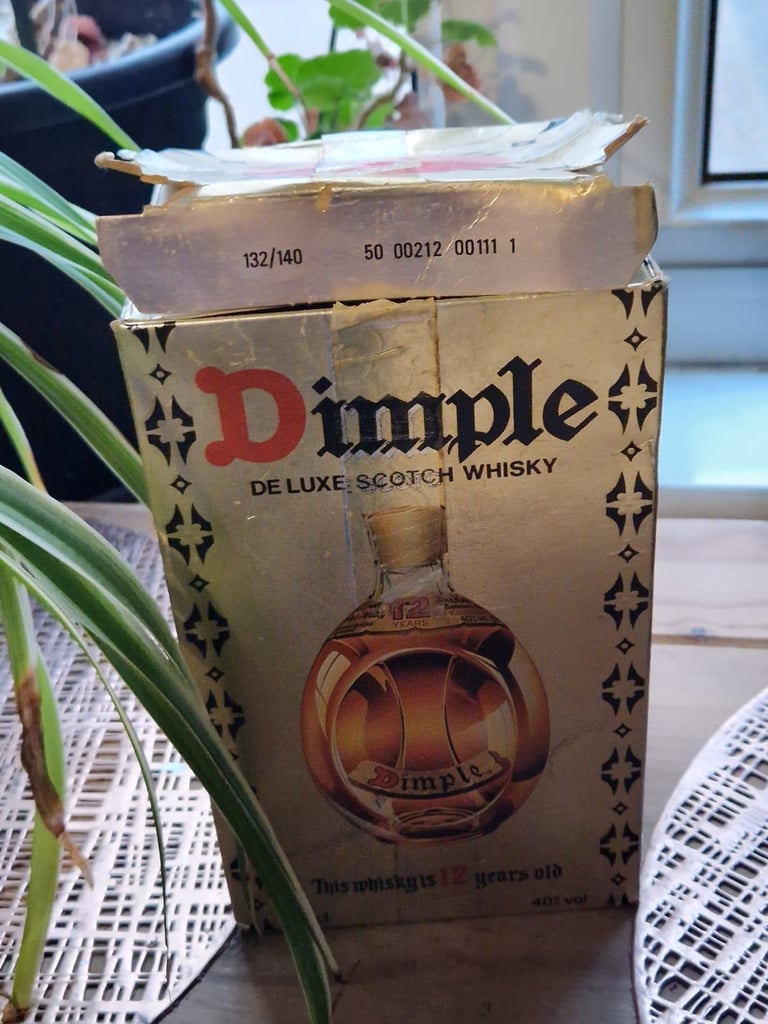 132/140 50 00212 00111 1
Dimple
DE LUXE SCOTCH WHISKY
12
YEARS
Dimple
This whisky is 12 years old
40% vol